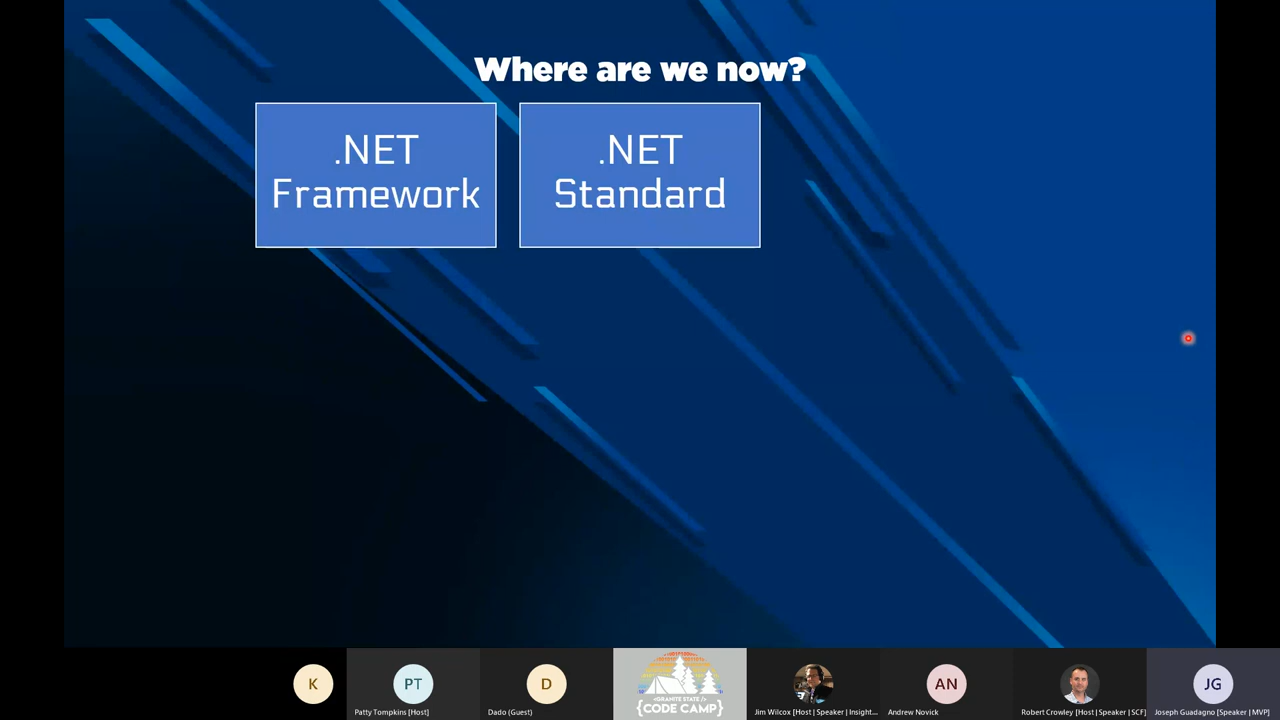 Where are we now?
.NET
Framework
.NET
Standard
K
PT
Patty Tompkins [Host]
D
Dado (Guest)
GRANITE STATE />
{CODE CAMP}
Jim Wilcox [Host | Speaker | Insight...
AN
Andrew Novick
Robert Crowley [Host | Speaker | SCF]
JG
Joseph Guadagno [Speaker | MVP]